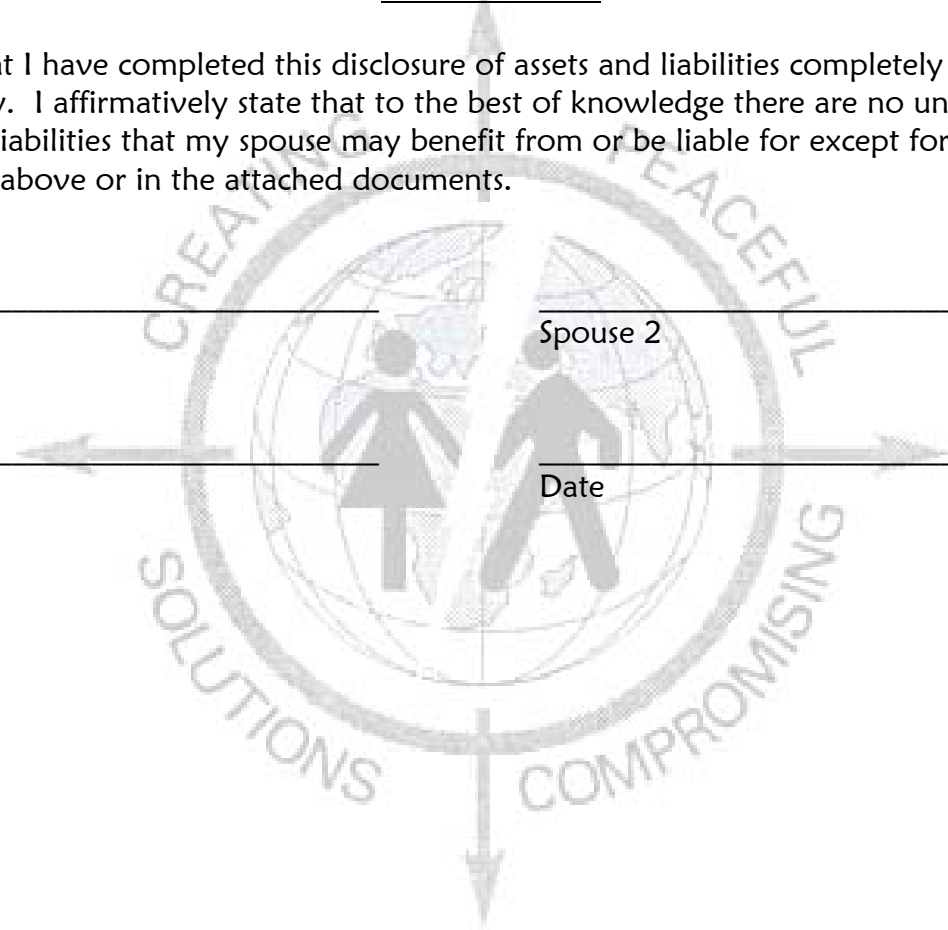 at I have completed this disclosure of assets and liabilities completely
y. I affirmatively state that to the best of knowledge there are no un
iabilities that my spouse may benefit from or be liable for except for
above or in the attached documents.
Spouse 2
Date
CREATING
PEACEFUL
SOLUTIONS
COMPROMISING